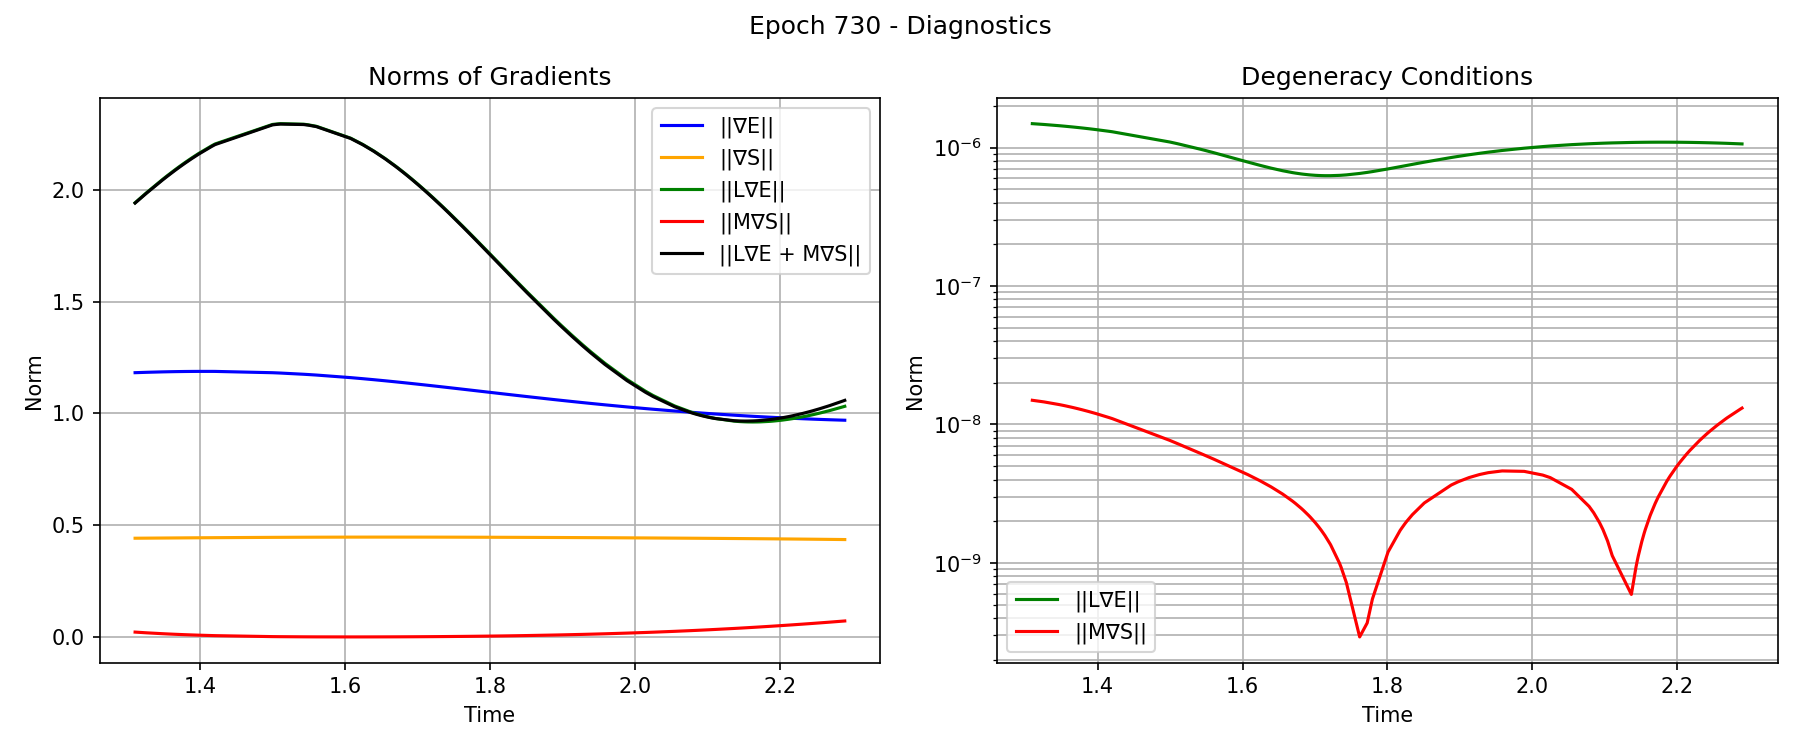 Epoch 730 - Diagnostics
Norms of Gradients
Norm
2.0
1.5
1.0
0.5
0.0
||∇E||
||∇S||
||L∇E||
||M∇S||
||L∇E + M∇S||
1.4 1.6 1.8 2.0 2.2
Time
Degeneracy Conditions
Norm
10⁻⁶
10⁻⁷
10⁻⁸
10⁻⁹
||L∇E||
||M∇S||
1.4 1.6 1.8 2.0 2.2
Time